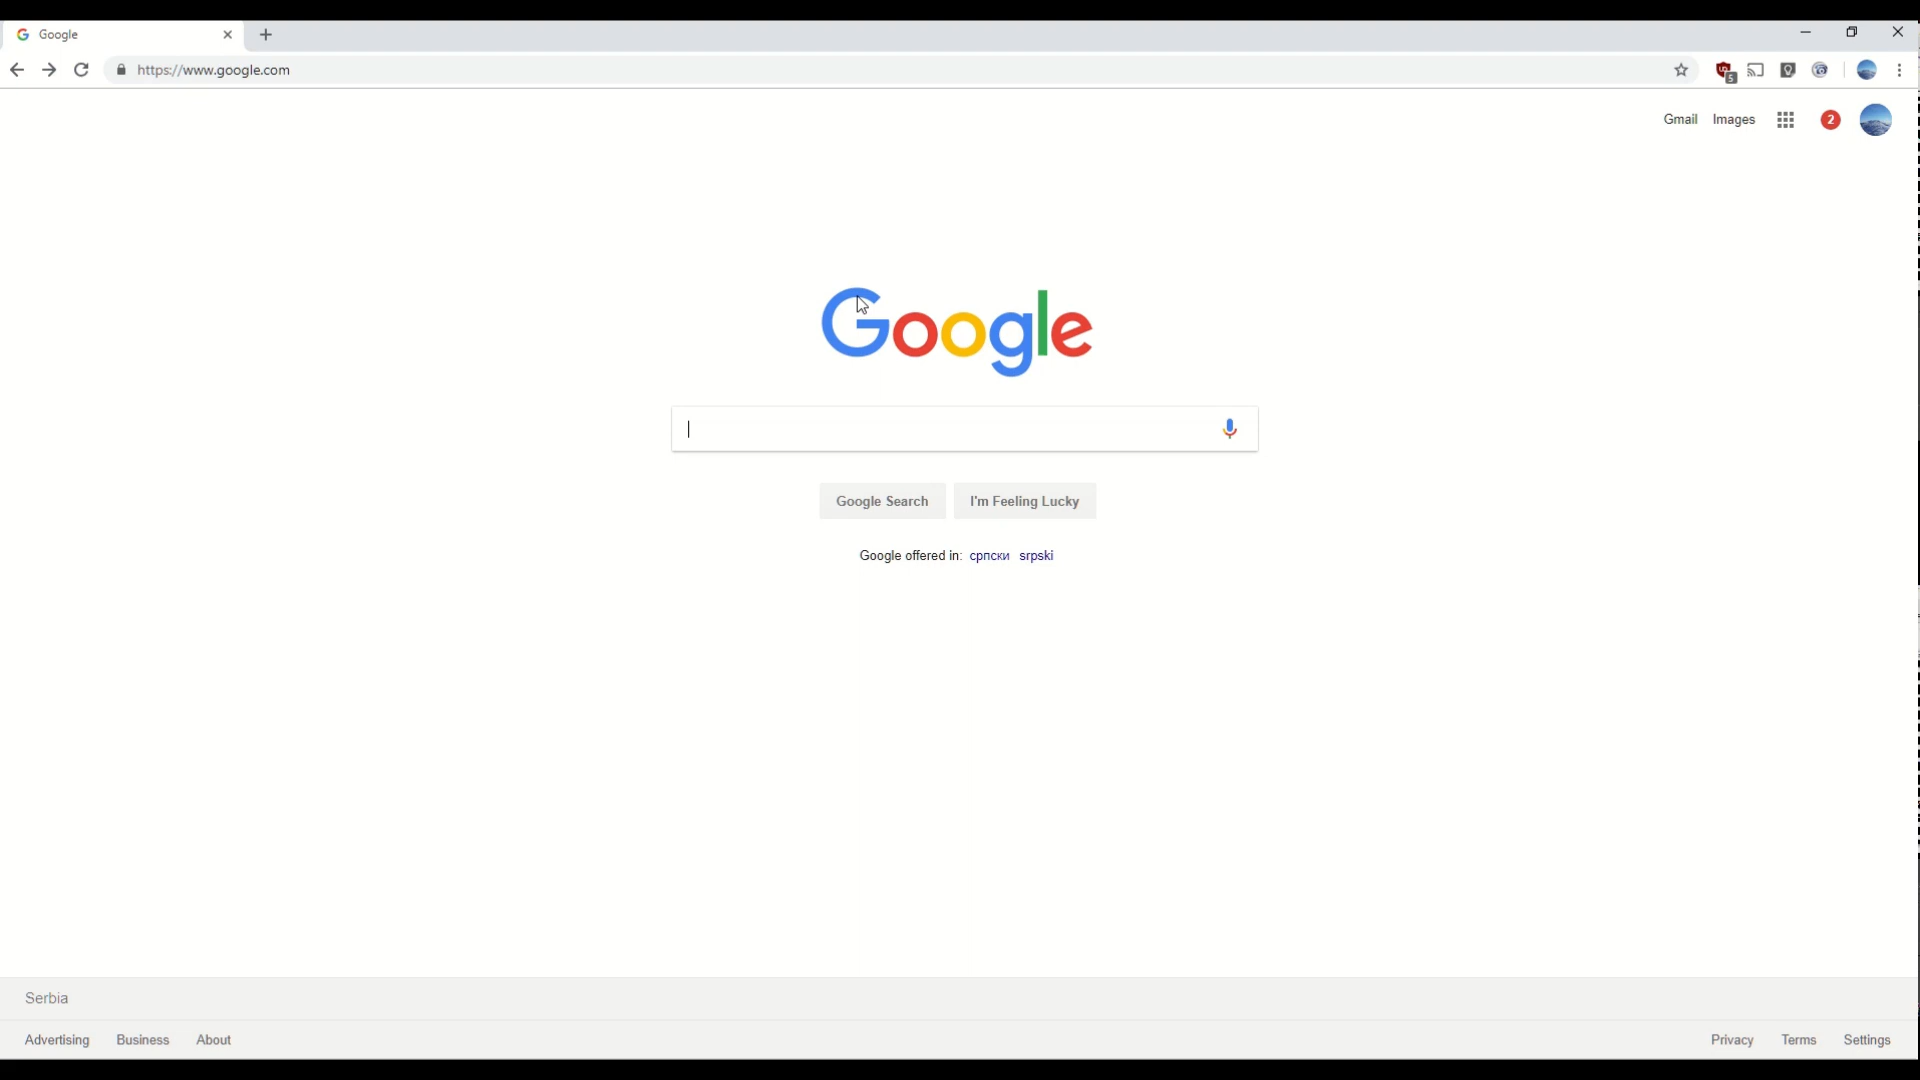 Google
https://www.google.com
5
Gmail Images 2
Google
Google Search I'm Feeling Lucky
Google offered in: српски srpski
Serbia
Advertising Business About Privacy Terms Settings